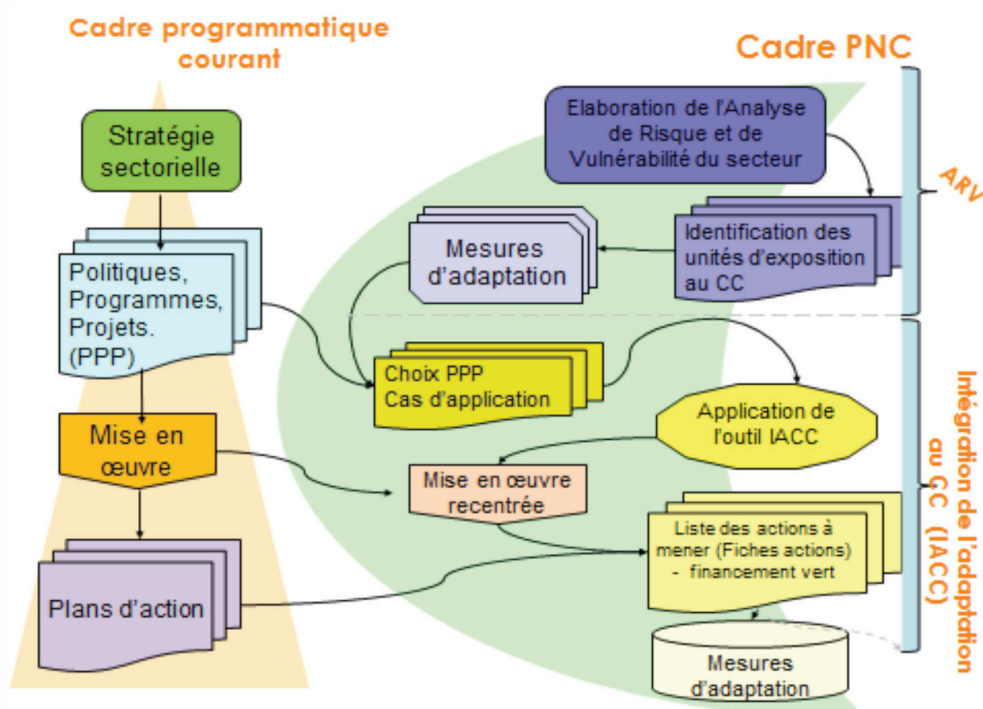 Cadre programmatique
courant
Cadre PNC
Stratégie
sectorielle
Politiques,
Programmes,
Projets.
(PPP)
Mise en
œuvre
Plans d'action
Elaboration de l'Analyse
de Risque et de
Vulnérabilité du secteur
Identification des
unités d'exposition
au CC
Mesures
d'adaptation
Choix PPP
Cas d'application
Application de
l'outil IACC
Mise en œuvre
recentrée
Liste des actions à
mener (Fiches actions)
- financement vert
Mesures
d'adaptation
ARV
Intégration de l'adaptation
au CC (IACC)